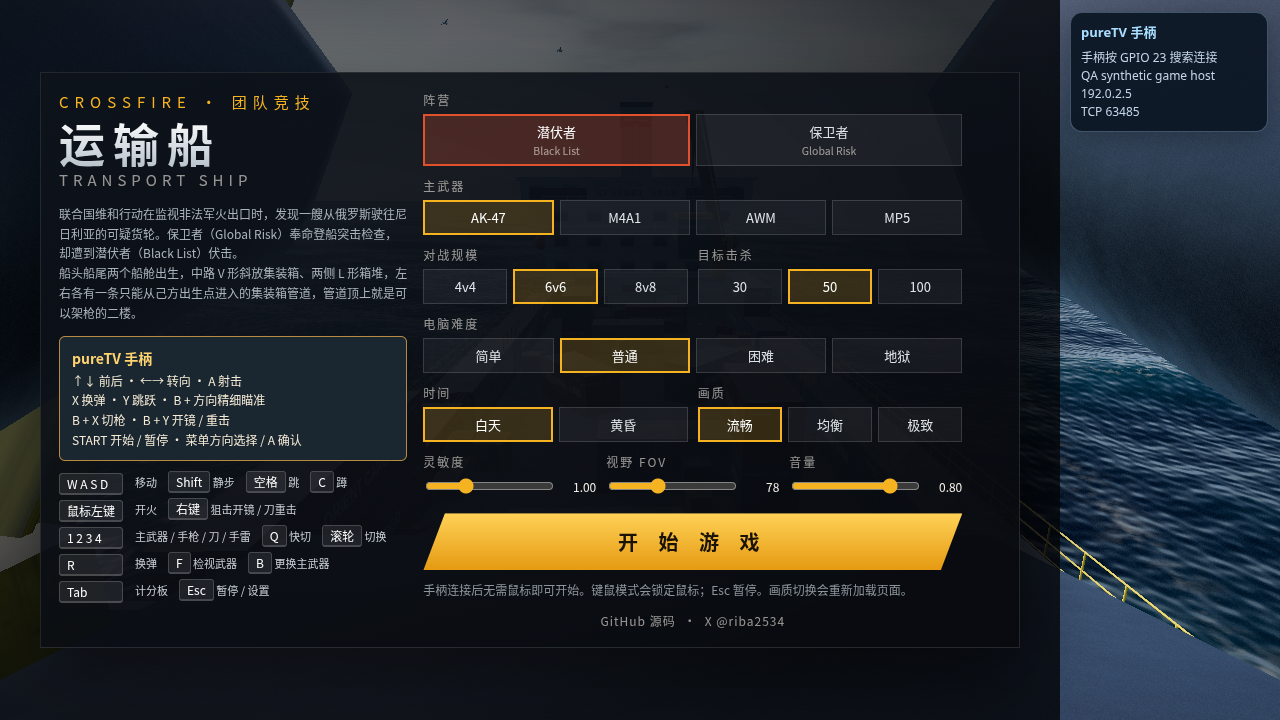 CROSSFIRE · 团队竞技
运输船
TRANSPORT SHIP
联合国维和行动在监视非法军火出口时，发现一艘从俄罗斯驶往尼
日利亚的可疑货轮。保卫者（Global Risk）奉命登船突击检查，
却遭到潜伏者（Black List）伏击。
船头船尾两个船舱出生，中路 V 形斜放集装箱、两侧 L 形箱堆，左
右各有一条只能从己方出生点进入的集装箱管道，管道顶上就是可
以架枪的二楼。
pureTV 手柄
↑↓ 前后 · ←→ 转向 · A 射击
X 换弹 · Y 跳跃 · B + 方向精细瞄准
B + X 切枪 · B + Y 开镜 / 重击
START 开始 / 暂停 · 菜单方向选择 / A 确认
W A S D 移动 Shift 静步 空格 跳 C 蹲
鼠标左键 开火 右键 狙击开镜 / 刀重击
1 2 3 4 主武器 / 手枪 / 刀 / 手雷 Q 快切 滚轮 切换
R 换弹 F 检视武器 B 更换主武器
Tab 计分板 Esc 暂停 / 设置
阵营
潜伏者 保卫者
Black List Global Risk
主武器
AK-47 M4A1 AWM MP5
对战规模 目标击杀
4v4 6v6 8v8 30 50 100
电脑难度
简单 普通 困难 地狱
时间 画质
白天 黄昏 流畅 均衡 极致
灵敏度 视野 FOV 音量
1.00 78 0.80
开始游戏
手柄连接后无需鼠标即可开始。键鼠模式会锁定鼠标；Esc 暂停。画质切换会重新加载页面。
GitHub 源码 · X @riba2534
pureTV 手柄
手柄按 GPIO 23 搜索连接
QA synthetic game host
192.0.2.5
TCP 63485